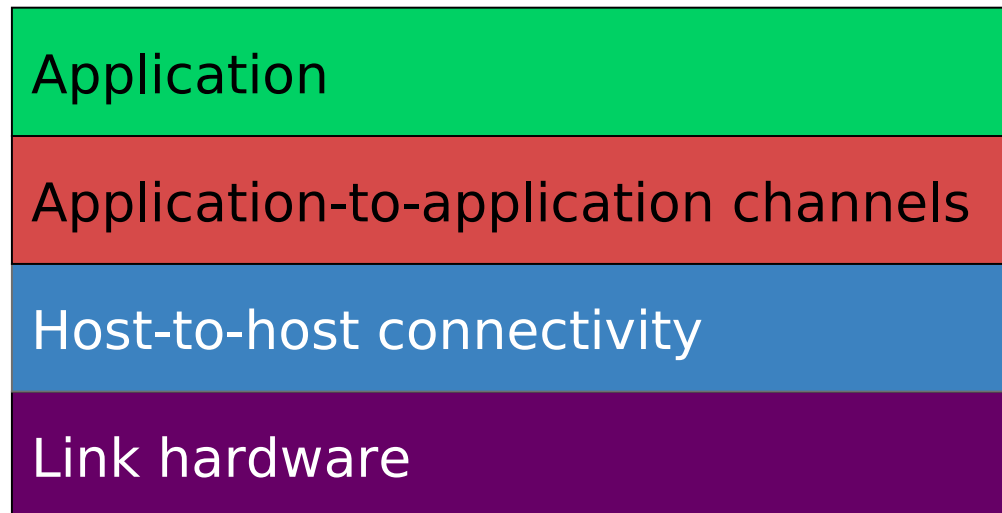 Application
Application-to-application channels
Host-to-host connectivity
Link hardware